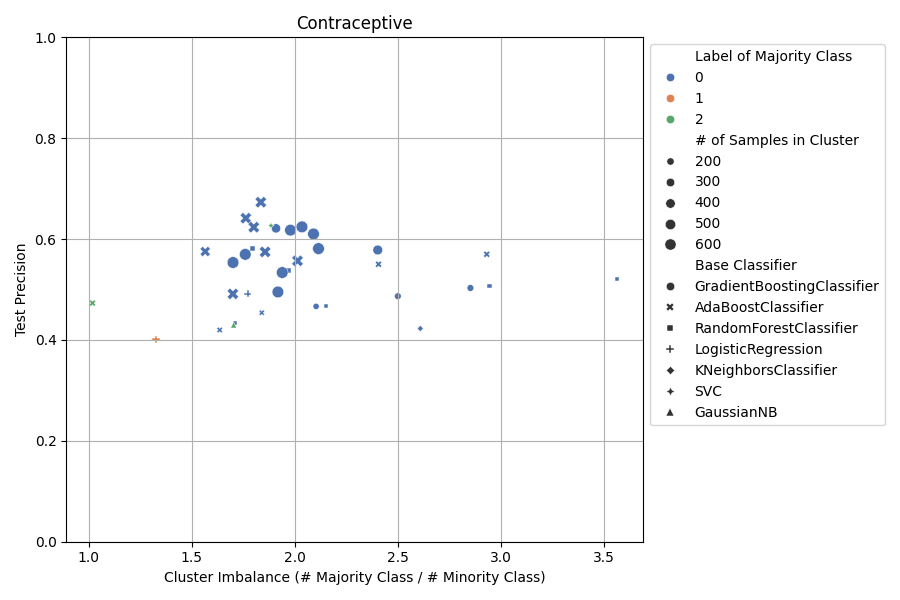 Contraceptive
Test Precision
1.0
0.8
0.6
0.4
0.2
0.0
1.0 1.5 2.0 2.5 3.0 3.5
Cluster Imbalance (# Majority Class / # Minority Class)
Label of Majority Class
0
1
2
# of Samples in Cluster
200
300
400
500
600
Base Classifier
GradientBoostingClassifier
AdaBoostClassifier
RandomForestClassifier
LogisticRegression
KNeighborsClassifier
SVC
GaussianNB